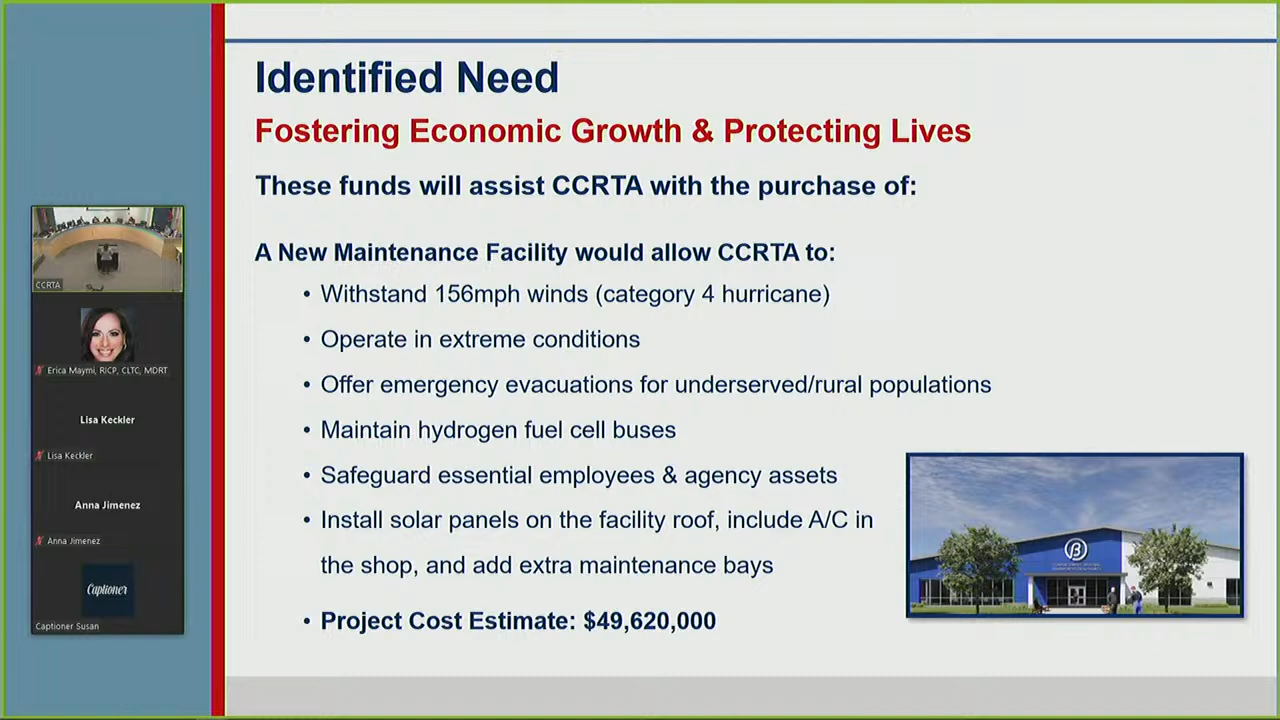 Identified Need
Fostering Economic Growth & Protecting Lives
These funds will assist CCRTA with the purchase of:
A New Maintenance Facility would allow CCRTA to:
• Withstand 156mph winds (category 4 hurricane)
• Operate in extreme conditions
• Offer emergency evacuations for underserved/rural populations
• Maintain hydrogen fuel cell buses
• Safeguard essential employees & agency assets
• Install solar panels on the facility roof, include A/C in
the shop, and add extra maintenance bays
• Project Cost Estimate: $49,620,000
CCRTA
Erica Maymi, RICP, CLTC, MDRT
Lisa Keckler
Lisa Keckler
Anna Jimenez
Anna Jimenez
Captioner
Captioner Susan